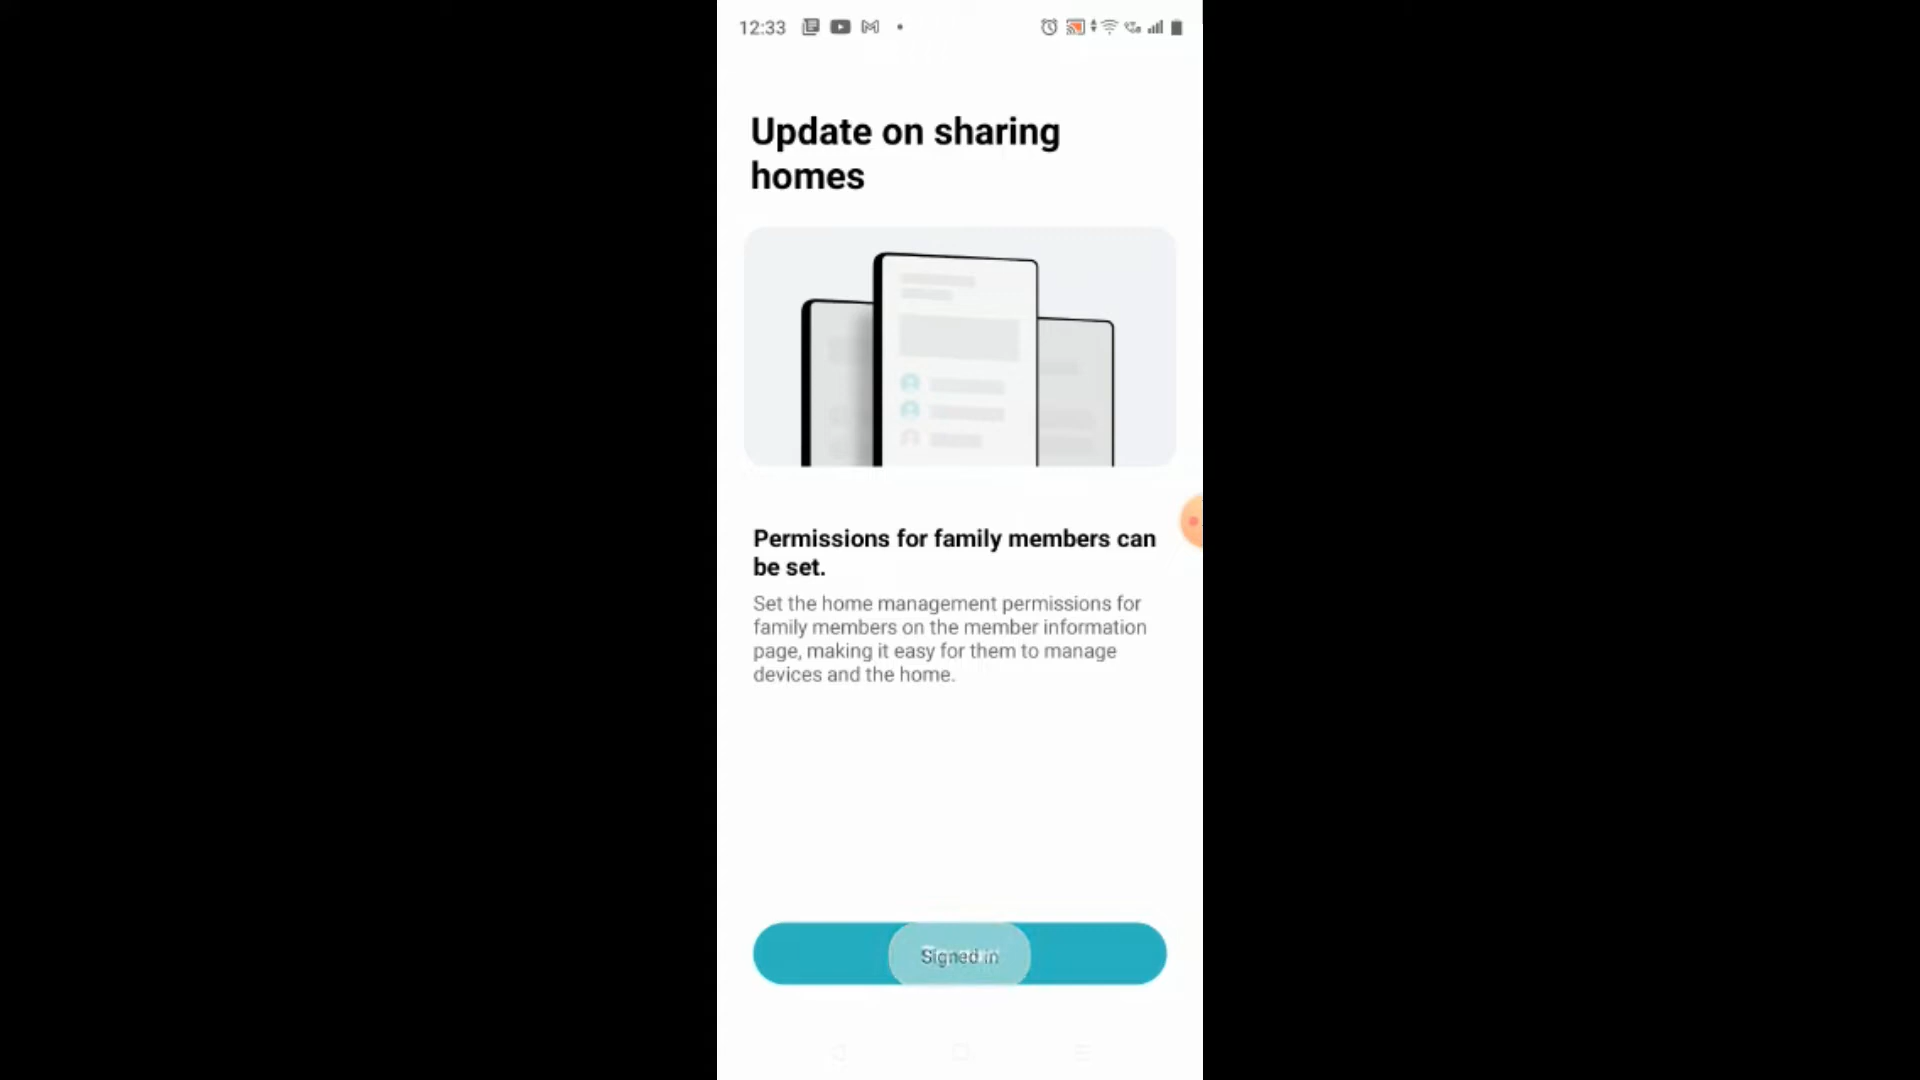 12:33
Update on sharing
homes
Permissions for family members can
be set.
Set the home management permissions for
family members on the member information
page, making it easy for them to manage
devices and the home.
Signed in